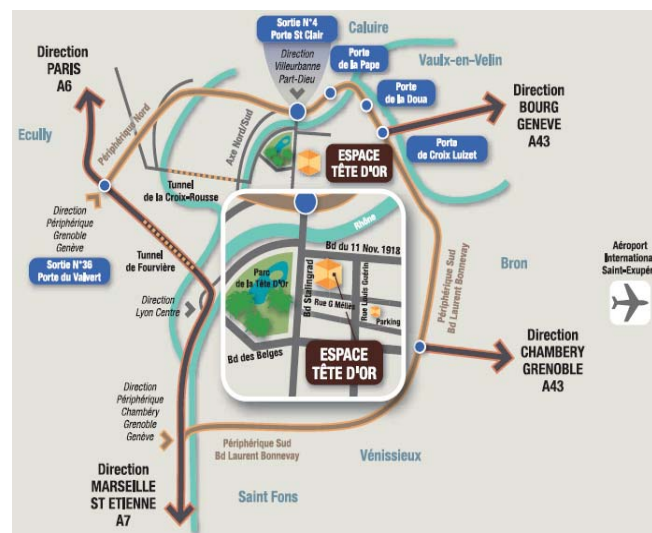 Sortie N°4
Porte St Clair
Caluire
Direction
PARIS
A6
Direction
Villeurbanne
Part-Dieu
Porte
de la Pape
Vaulx-en-Velin
Porte
de la Doua
Direction
BOURG
GENEVE
A43
Ecully
Périphérique Nord
Axe Nord/Sud
Porte
de Croix Luizet
ESPACE
TÊTE D'OR
Tunnel
de la Croix-Rousse
Direction
Périphérique
Grenoble
Genève
Sortie N°36
Porte du Valvert
Tunnel
de Fourvière
Rhône
Bd du 11 Nov. 1918
Parc
de la Tête D'Or
Bd Stalingrad
Rue Louis Guérin
Rue G Méliès
Parking
ESPACE
TÊTE D'OR
Bd des Belges
Direction
Lyon Centre
Périphérique Sud
Bd Laurent Bonnevay
Bron
Aéroport
International
Saint-Exupér
Direction
CHAMBERY
GRENOBLE
A43
Direction
Périphérique
Chambéry
Grenoble
Genève
Périphérique Sud
Bd Laurent Bonnevay
Vénissieux
Direction
MARSEILLE
ST ETIENNE
A7
Saint Fons